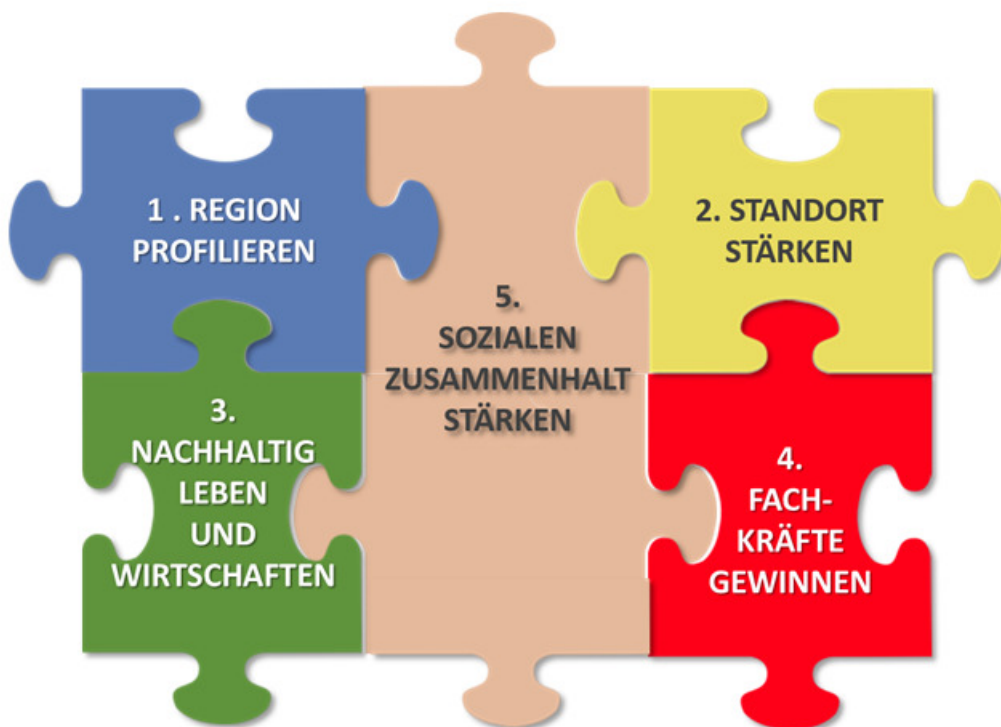 1 . REGION
PROFILIEREN
2. STANDORT
STÄRKEN
3.
NACHHALTIG
LEBEN
UND
WIRTSCHAFTEN
4.
FACH-
KRÄFTE
GEWINNEN
5.
SOZIALEN
ZUSAMMENHALT
STÄRKEN